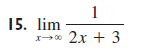 15. lim x→∞ 1/(2x + 3)